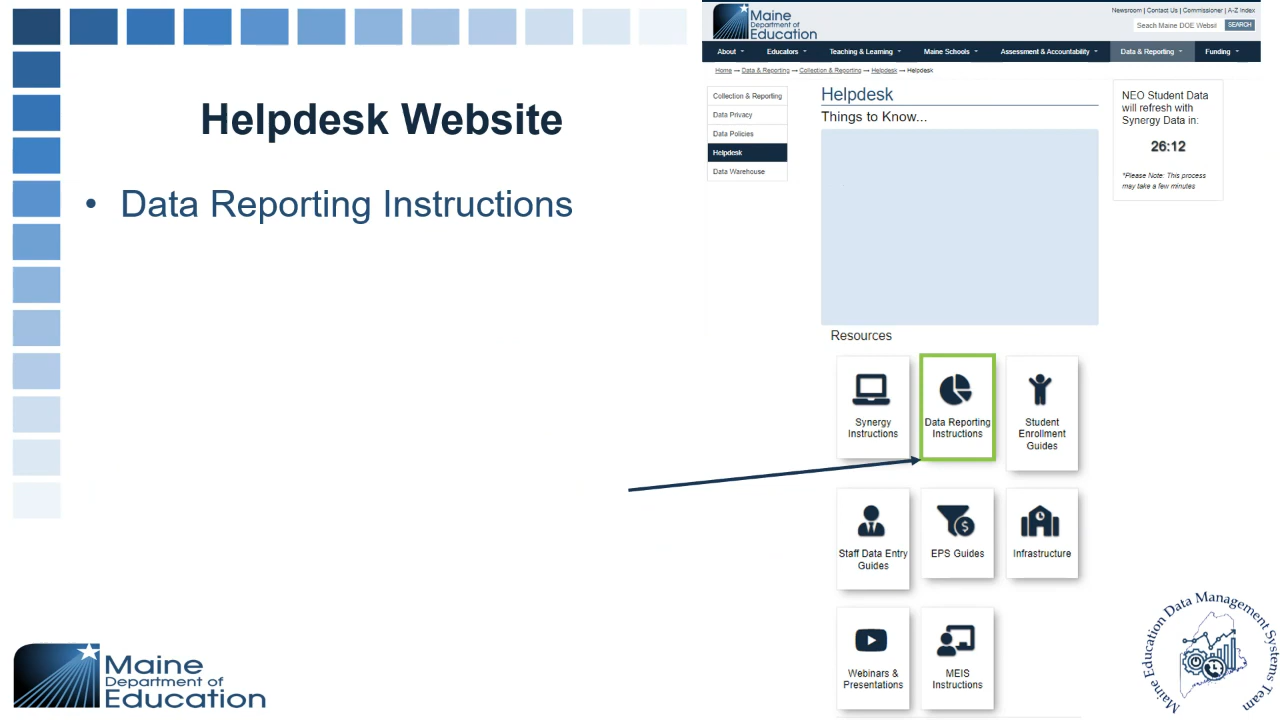 Helpdesk Website
• Data Reporting Instructions
Maine
Department of
Education
Newsroom | Contact Us | Commissioner | A-Z Index
Seach Maine DOE Websi
SEARCH
About
Educators
Teaching & Learning
Maine Schools
Assessment & Accountability
Data & Reporting
Funding
Home → Data & Reporting → Collection & Reporting → Helpdesk → Helpdesk
Collection & Reporting
Data Privacy
Data Policies
Helpdesk
Data Warehouse
Helpdesk
Things to Know...
NEO Student Data
will refresh with
Synergy Data in:
26:12
*Please Note: This process
may take a few minutes
Resources
Synergy
Instructions
Data Reporting
Instructions
Student
Enrollment
Guides
Staff Data Entry
Guides
EPS Guides
Infrastructure
Webinars &
Presentations
MEIS
Instructions
Maine
Department of
Education
Maine Education Data Management Systems Team